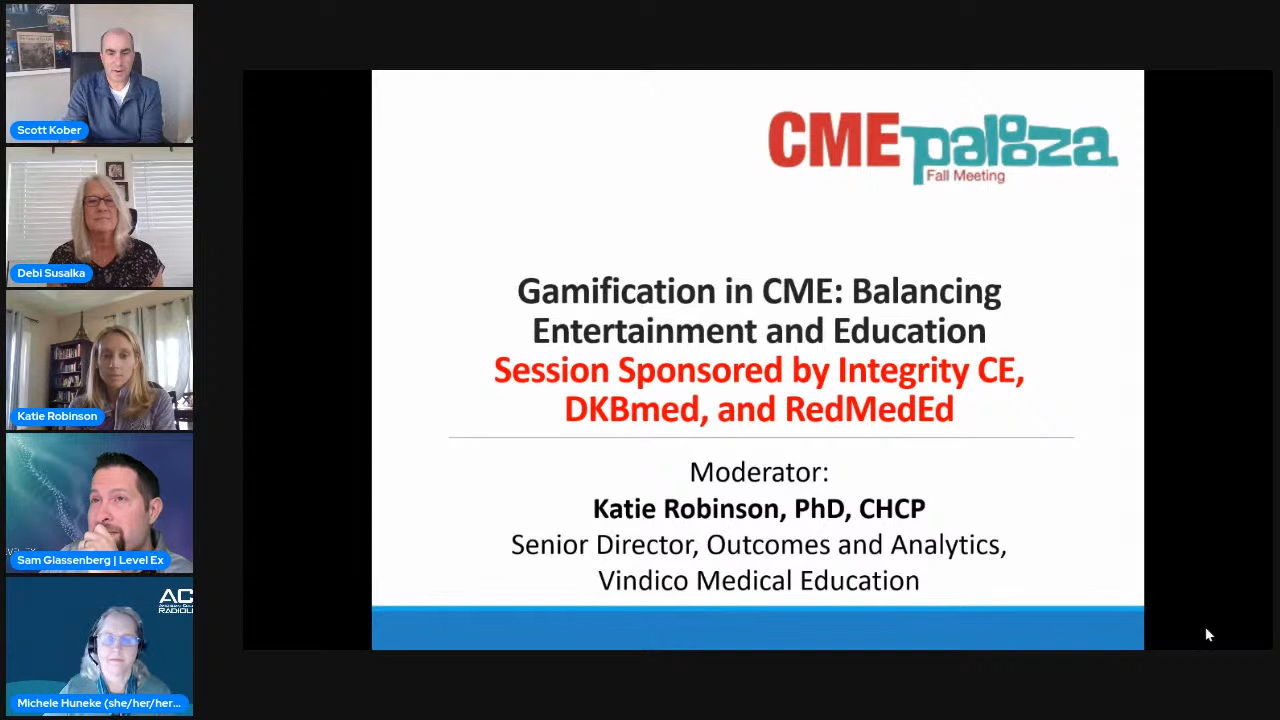 Scott Kober
Debi Susalka
Katie Robinson
Sam Glassenberg | Level Ex
AC
RADIOL
Michele Huneke (she/her/her...
CMEpalooza
Fall Meeting
Gamification in CME: Balancing
Entertainment and Education
Session Sponsored by Integrity CE,
DKBmed, and RedMedEd
Moderator:
Katie Robinson, PhD, CHCP
Senior Director, Outcomes and Analytics,
Vindico Medical Education